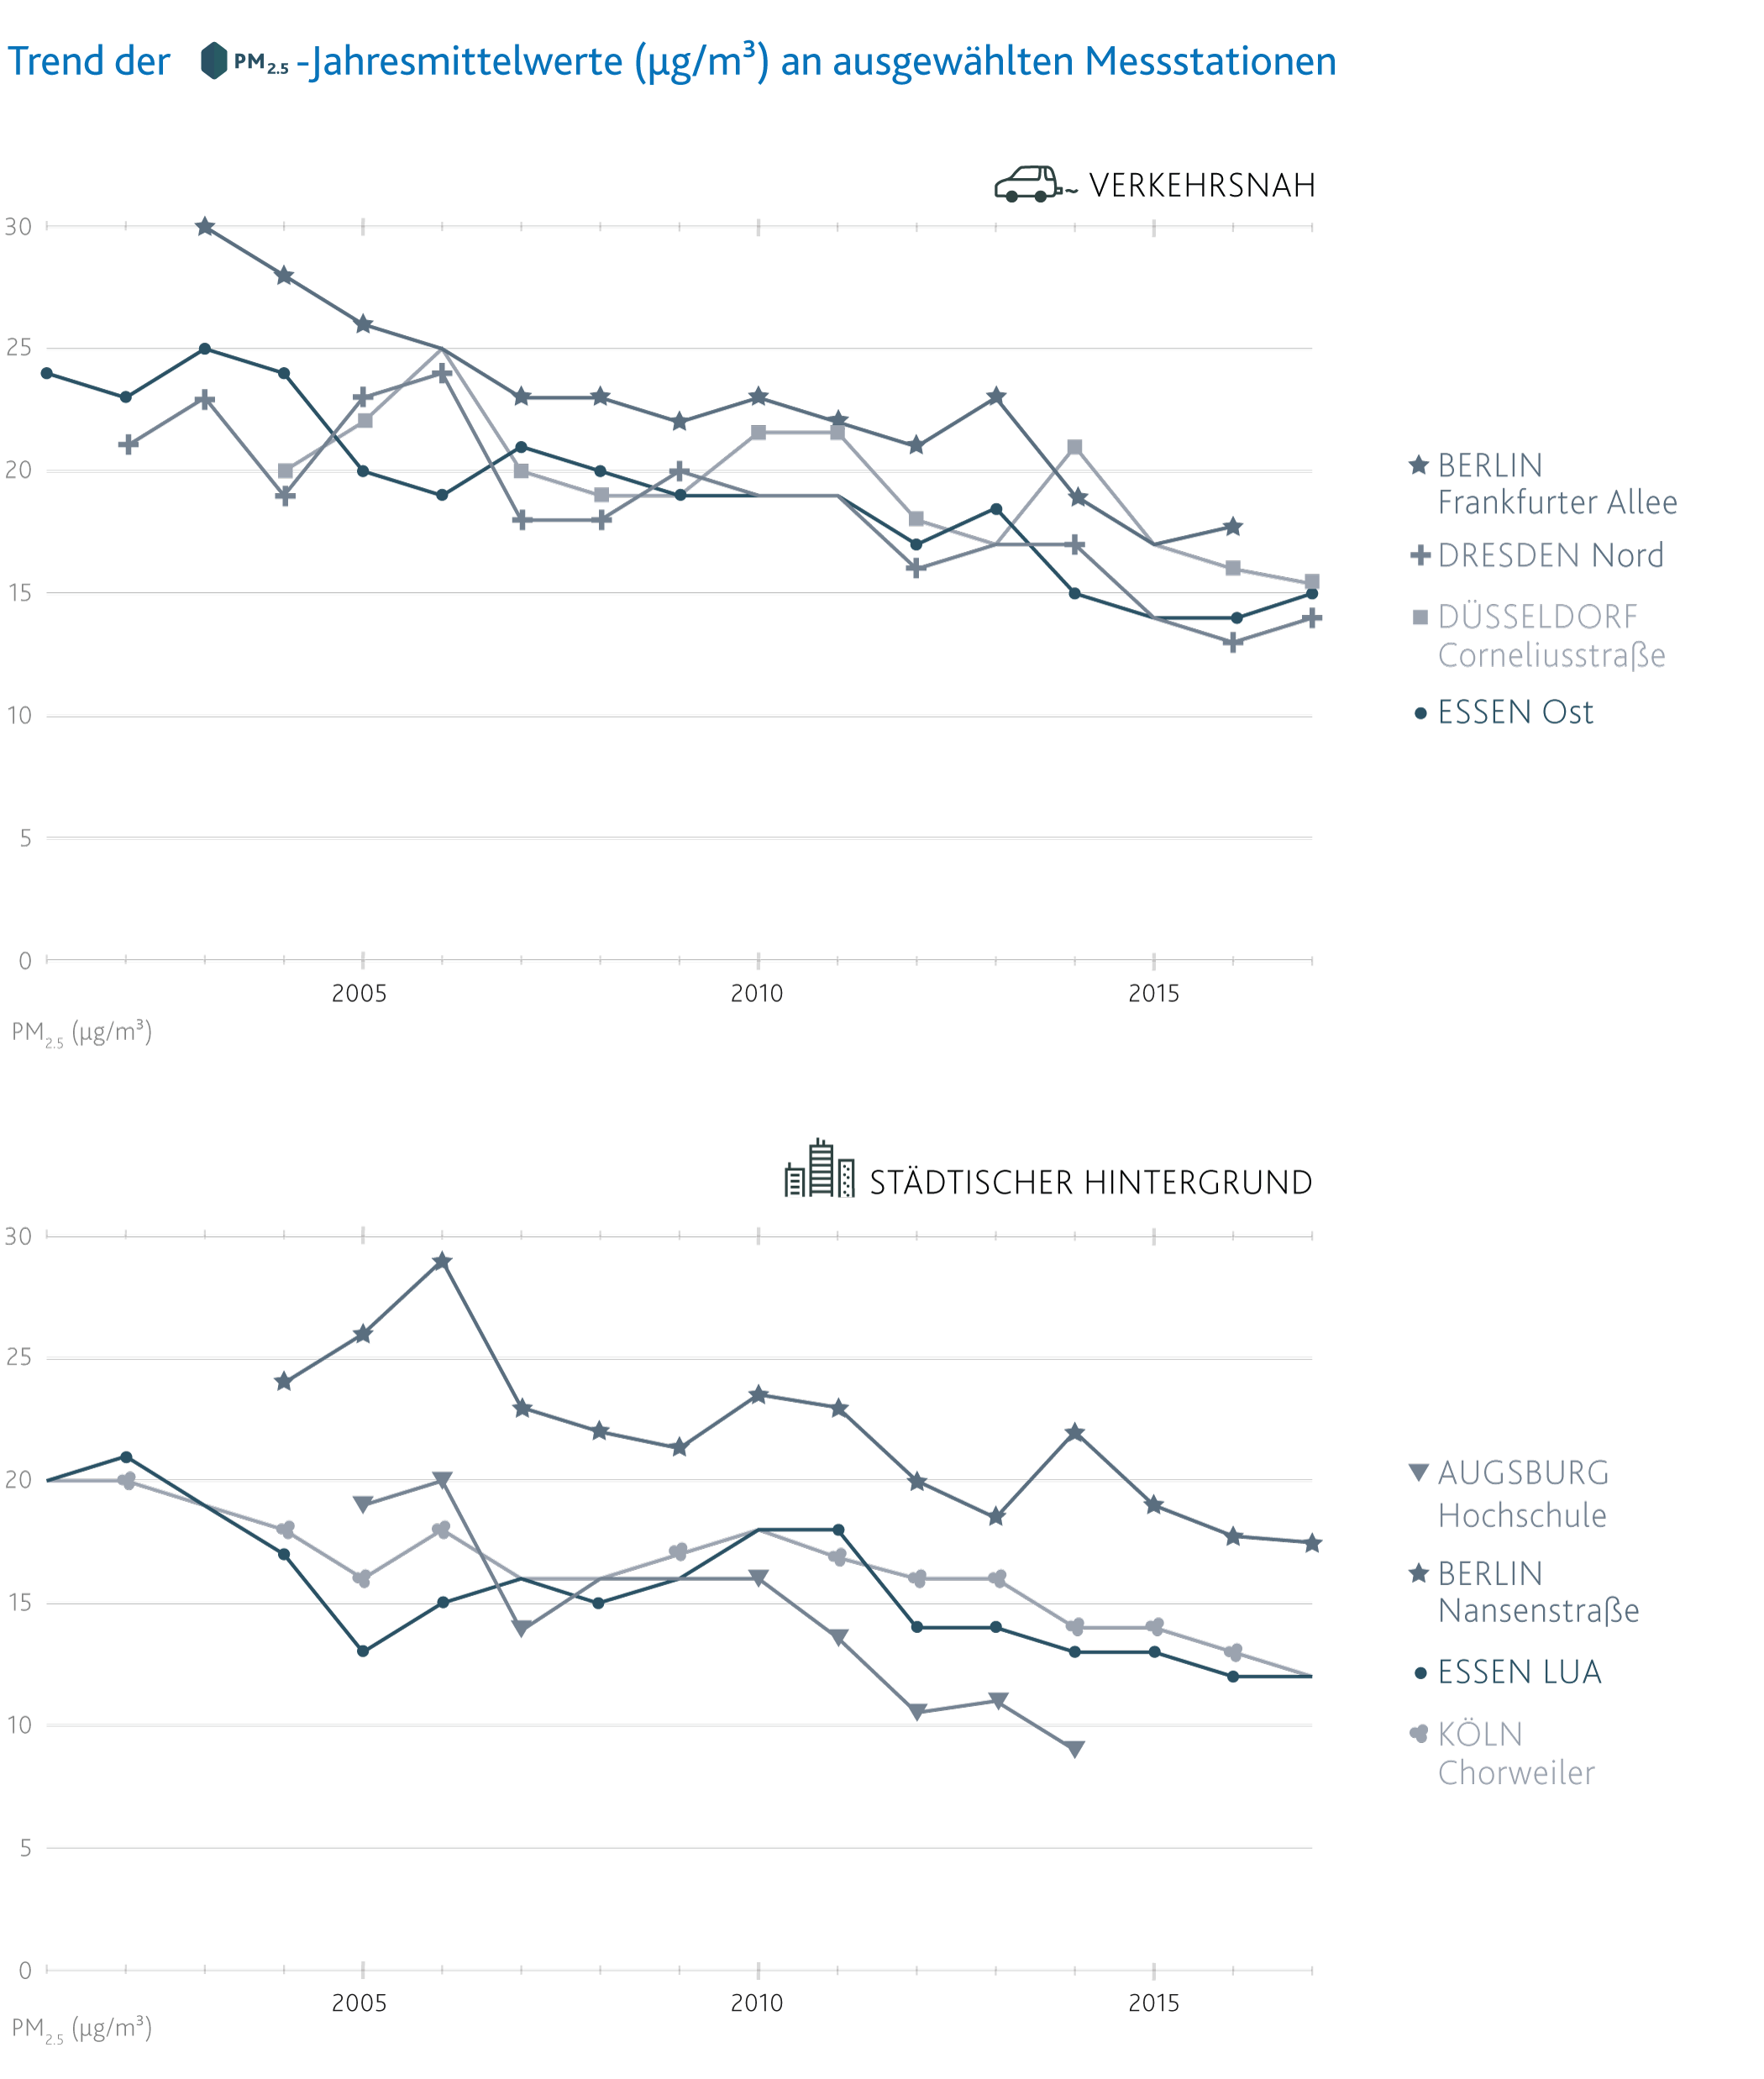 Trend der PM2.5-Jahresmittelwerte (µg/m³) an ausgewählten Messstationen
VERKEHRSNAH
30
25
20
15
10
5
0
2005 2010 2015
PM2.5 (µg/m³)
BERLIN
Frankfurter Allee
DRESDEN Nord
DÜSSELDORF
Corneliusstraße
ESSEN Ost
STÄDTISCHER HINTERGRUND
30
25
20
15
10
5
0
2005 2010 2015
PM2.5 (µg/m³)
AUGSBURG
Hochschule
BERLIN
Nansenstraße
ESSEN LUA
KÖLN
Chorweiler